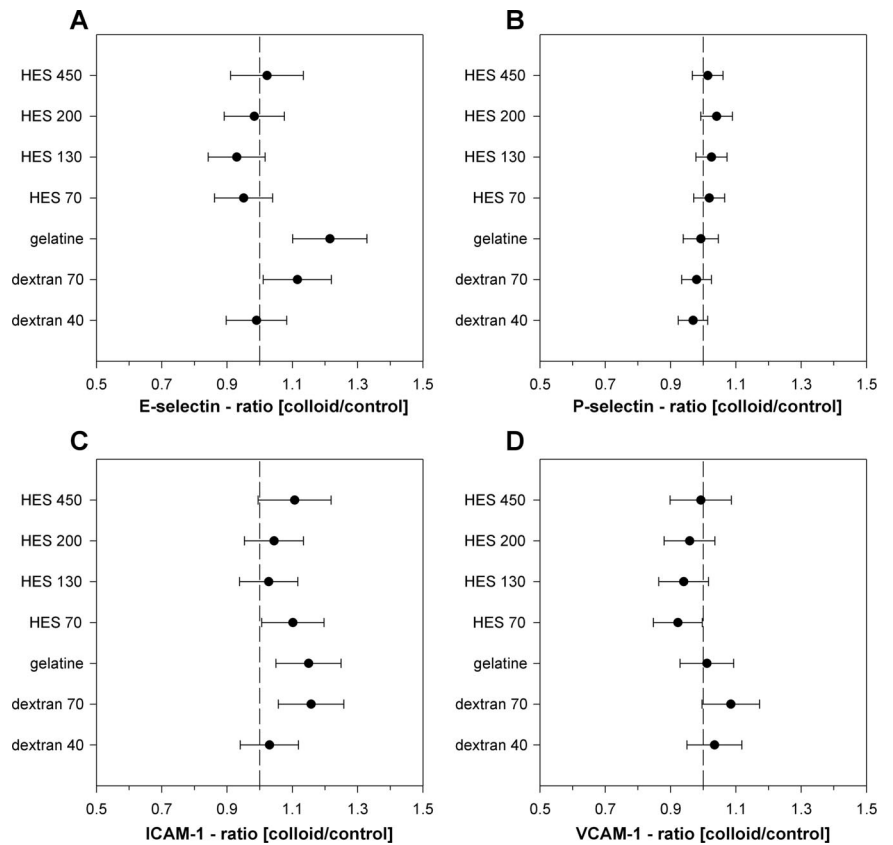 A
HES 450
HES 200
HES 130
HES 70
gelatine
dextran 70
dextran 40
0.5 0.7 0.9 1.1 1.3 1.5
E-selectin - ratio [colloid/control]
B
HES 450
HES 200
HES 130
HES 70
gelatine
dextran 70
dextran 40
0.5 0.7 0.9 1.1 1.3 1.5
P-selectin - ratio [colloid/control]
C
HES 450
HES 200
HES 130
HES 70
gelatine
dextran 70
dextran 40
0.5 0.7 0.9 1.1 1.3 1.5
ICAM-1 - ratio [colloid/control]
D
HES 450
HES 200
HES 130
HES 70
gelatine
dextran 70
dextran 40
0.5 0.7 0.9 1.1 1.3 1.5
VCAM-1 - ratio [colloid/control]